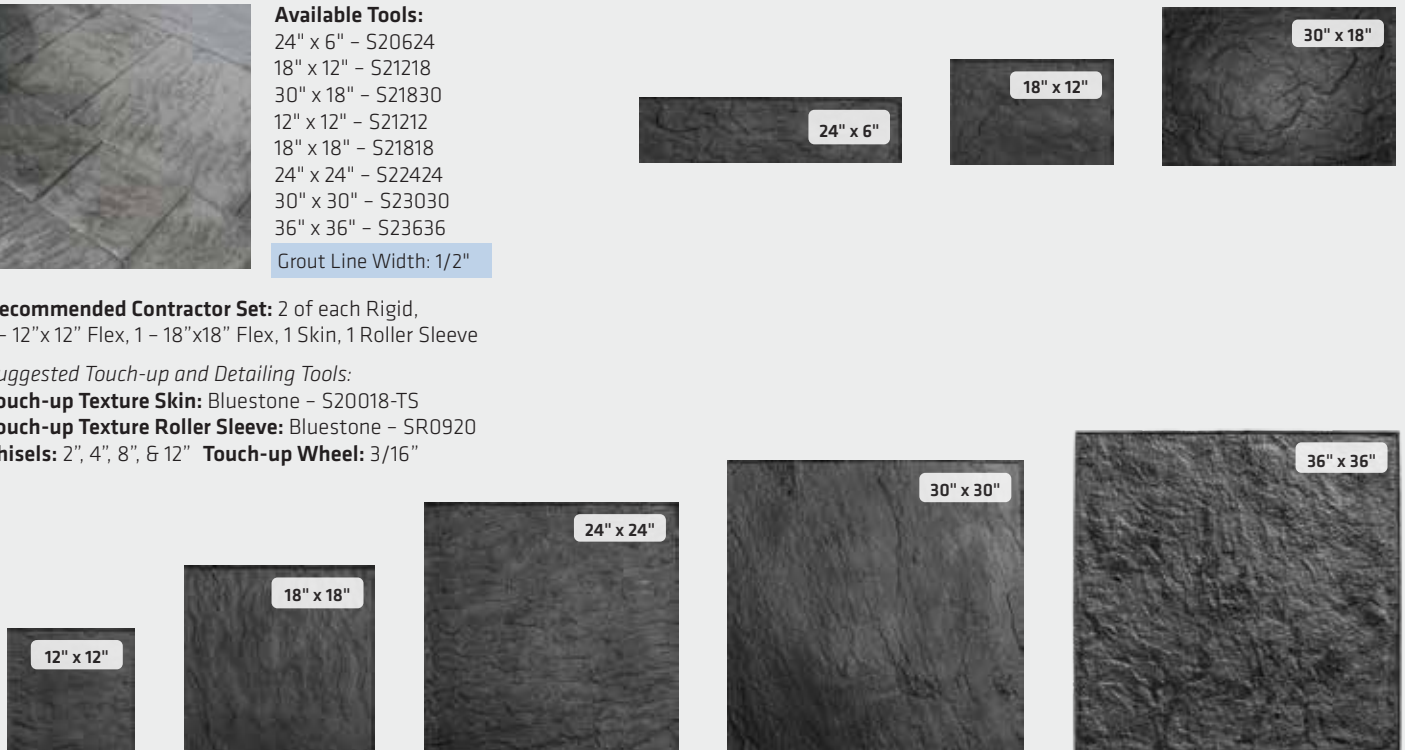 Available Tools:
24" x 6" – S20624
18" x 12" – S21218
30" x 18" – S21830
12" x 12" – S21212
18" x 18" – S21818
24" x 24" – S22424
30" x 30" – S23030
36" x 36" – S23636
Grout Line Width: 1/2"
24" x 6"
18" x 12"
30" x 18"
ecommended Contractor Set: 2 of each Rigid,
– 12”x 12” Flex, 1 – 18”x18” Flex, 1 Skin, 1 Roller Sleeve
uggested Touch-up and Detailing Tools:
ouch-up Texture Skin: Bluestone – S20018-TS
ouch-up Texture Roller Sleeve: Bluestone – SR0920
hisels: 2”, 4”, 8”, & 12” Touch-up Wheel: 3/16”
12" x 12"
18" x 18"
24" x 24"
30" x 30"
36" x 36"